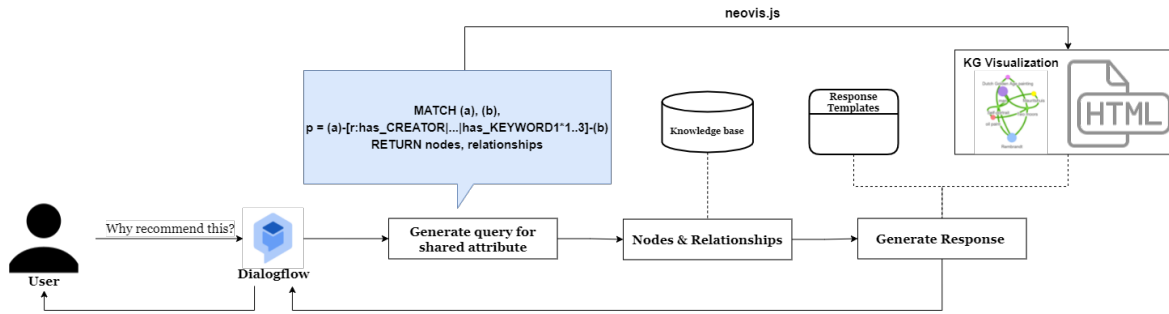 neovis.js
KG Visualization
HTML
MATCH (a), (b),
p = (a)-[r:has_CREATOR|...|has_KEYWORD1*1..3]-(b)
RETURN nodes, relationships
Knowledge base
Response
Templates
Rembrandt
Why recommend this?
User
Dialogflow
Generate query for
shared attribute
Nodes & Relationships
Generate Response